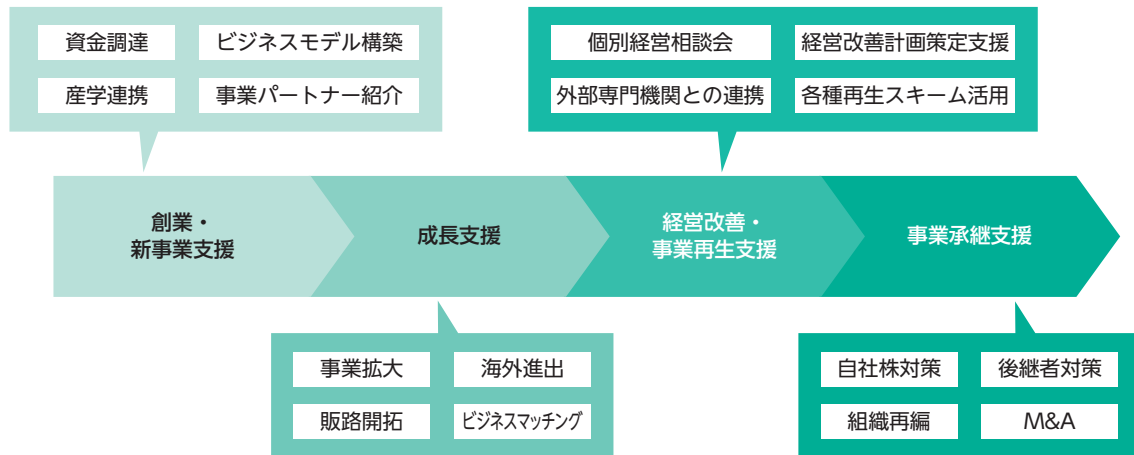 資金調達
ビジネスモデル構築
産学連携
事業パートナー紹介
個別経営相談会
経営改善計画策定支援
外部専門機関との連携
各種再生スキーム活用
創業・
新事業支援
成長支援
経営改善・
事業再生支援
事業承継支援
事業拡大
海外進出
販路開拓
ビジネスマッチング
自社株対策
後継者対策
組織再編
M&A